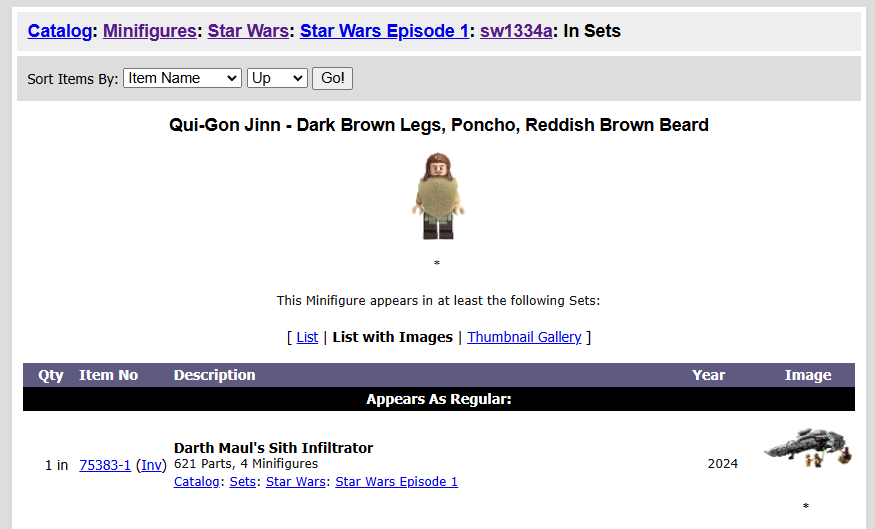 Catalog: Minifigures: Star Wars: Star Wars Episode 1: sw1334a: In Sets
Sort Items By: Item Name Up Go!
Qui-Gon Jinn - Dark Brown Legs, Poncho, Reddish Brown Beard
*
This Minifigure appears in at least the following Sets:
[ List | List with Images | Thumbnail Gallery ]
Qty Item No Description Year Image
Appears As Regular:
1 in 75383-1 (Inv) Darth Maul's Sith Infiltrator
621 Parts, 4 Minifigures 2024
Catalog: Sets: Star Wars: Star Wars Episode 1
*